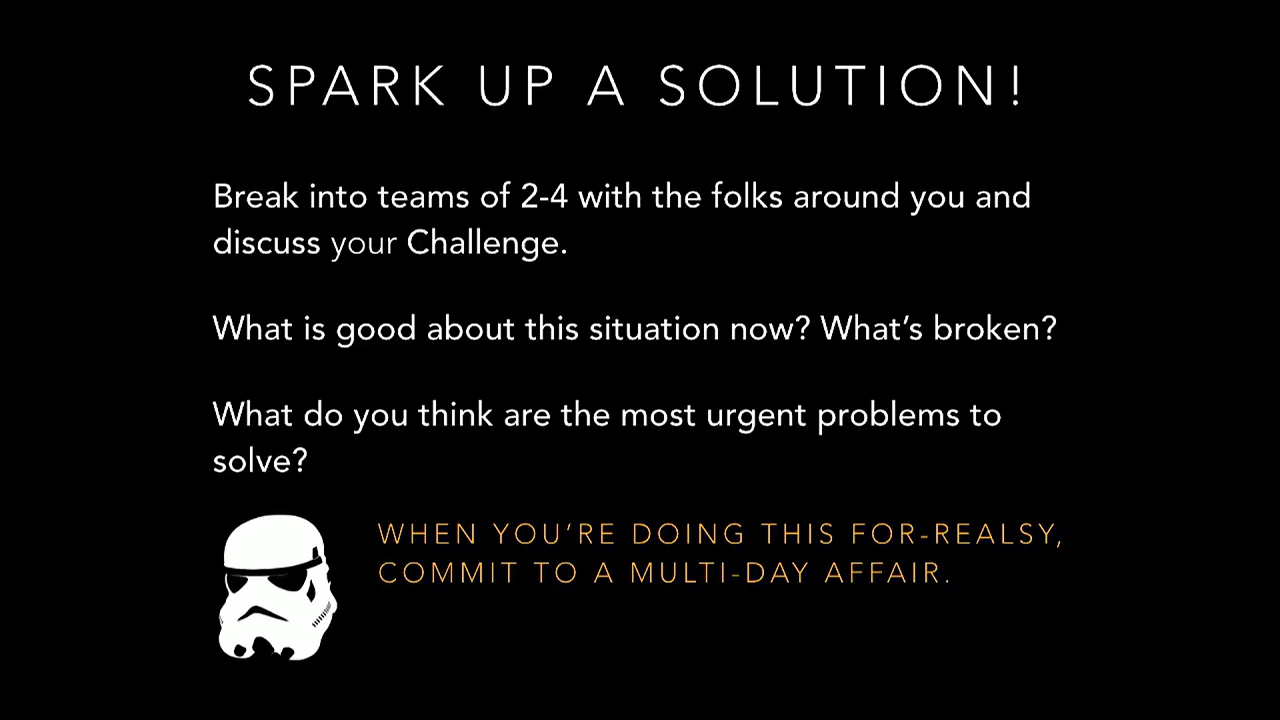 SPARK UP A SOLUTION!
Break into teams of 2-4 with the folks around you and
discuss your Challenge.
What is good about this situation now? What’s broken?
What do you think are the most urgent problems to
solve?
WHEN YOU’RE DOING THIS FOR-REALSY,
COMMIT TO A MULTI-DAY AFFAIR.